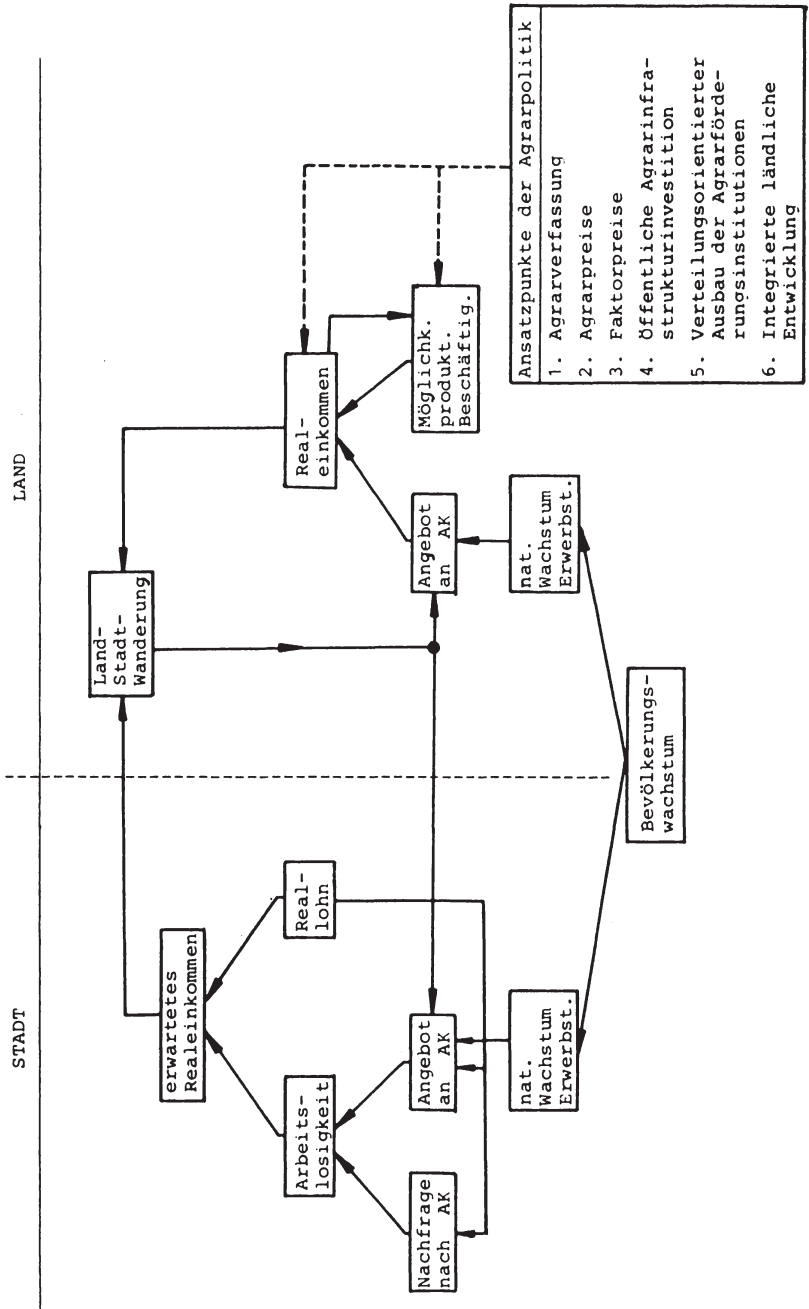 STADT
LAND
Land-
Stadt-
Wanderung
erwartetes
Realeinkommen
Arbeits-
losigkeit
Real-
lohn
Real-
einkommen
Nachfrage
nach AK
Angebot
an AK
Angebot
an AK
Möglichk.
produkt.
Beschäftig.
nat.
Wachstum
Erwerbst.
nat.
Wachstum
Erwerbst.
Bevölkerungs-
wachstum
Ansatzpunkte der Agrarpolitik
1. Agrarverfassung
2. Agrarpreise
3. Faktorpreise
4. Öffentliche Agrarinfra-
strukturinvestition
5. Verteilungsorientierter
Ausbau der Agrarförde-
rungsinstitutionen
6. Integrierte ländliche
Entwicklung